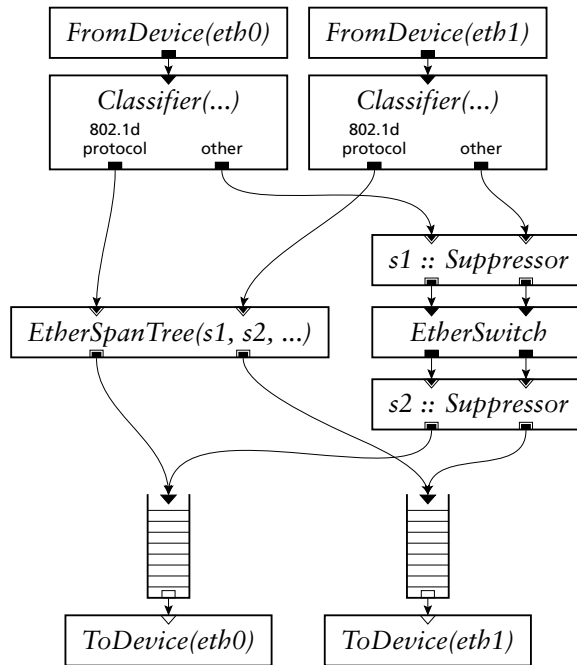 FromDevice(eth0)
FromDevice(eth1)
Classifier(...)
802.1d
protocol
other
Classifier(...)
802.1d
protocol
other
s1 :: Suppressor
EtherSpanTree(s1, s2, ...)
EtherSwitch
s2 :: Suppressor
ToDevice(eth0)
ToDevice(eth1)